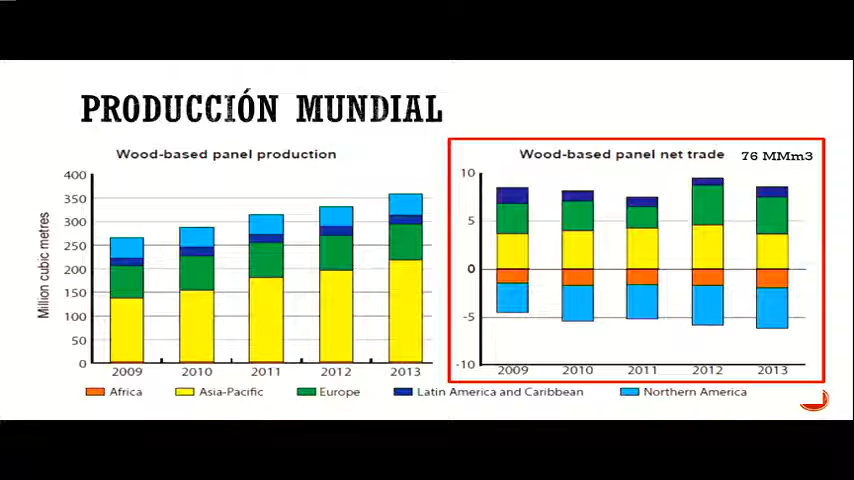 PRODUCCIÓN MUNDIAL
Wood-based panel production
400
350
300
250
200
150
100
50
0
Million cubic metres
2009 2010 2011 2012 2013
Wood-based panel net trade 76 MMm3
10
5
0
-5
-10
2009 2010 2011 2012 2013
Africa Asia-Pacific Europe Latin America and Caribbean Northern America